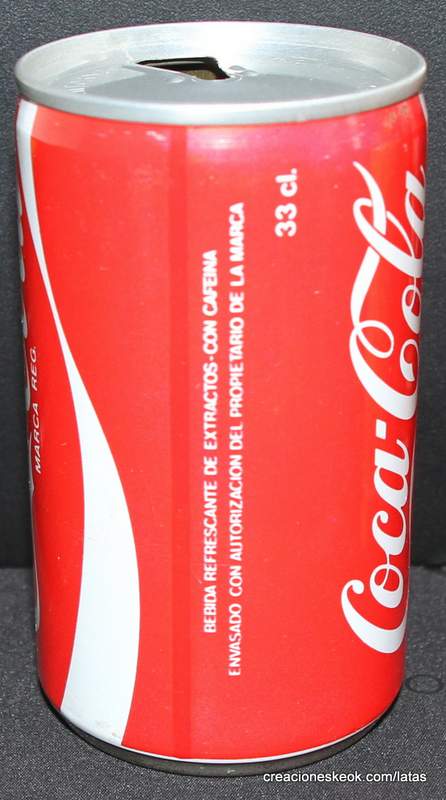 MARCA REG.
BEBIDA REFRESCANTE DE EXTRACTOS-CON CAFEINA
ENVASADO CON AUTORIZACION DEL PROPIETARIO DE LA MARCA
33 cl.
Coca-Cola
creacioneskeok.com/latas